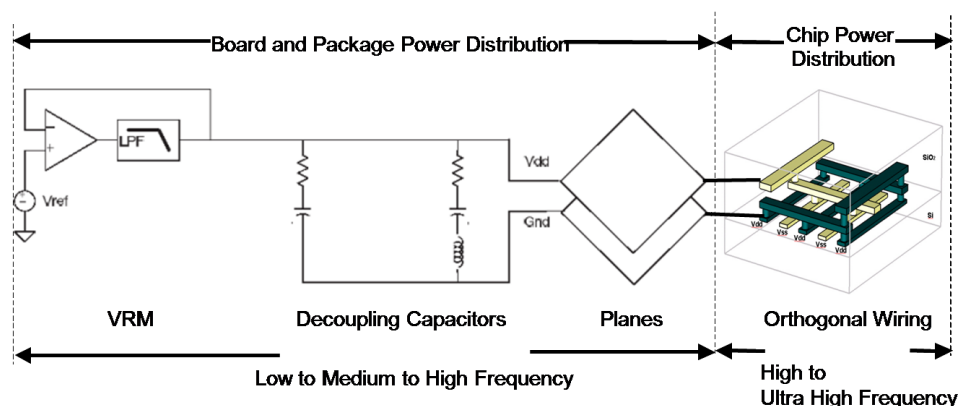 Board and Package Power Distribution
Chip Power
Distribution
LPF
Vref
Vdd
Gnd
SiO₂
Si
Vdd
Vss
Vdd
Vss
Vdd
VRM
Decoupling Capacitors
Planes
Orthogonal Wiring
Low to Medium to High Frequency
High to
Ultra High Frequency